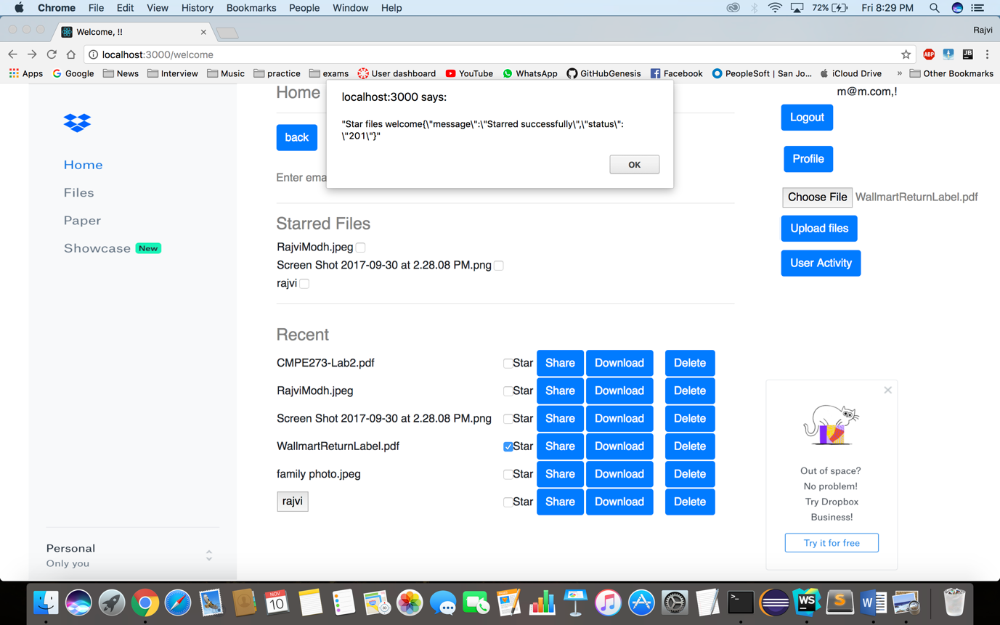 Chrome File Edit View History Bookmarks People Window Help 72% Fri 8:29 PM
Welcome, !! Rajvi
localhost:3000/welcome ABP JB
Apps Google News Interview Music practice exams User dashboard YouTube WhatsApp GitHubGenesis Facebook PeopleSoft | San Jo... iCloud Drive » Other Bookmarks
Home
Files
Paper
Showcase New
Personal
Only you
Home
back
Enter ema
localhost:3000 says:
"Star files welcome{\"message\":\"Starred successfully\",\"status\":
\"201\"}"
OK
Starred Files
RajviModh.jpeg
Screen Shot 2017-09-30 at 2.28.08 PM.png
rajvi
Recent
CMPE273-Lab2.pdf Star Share Download Delete
RajviModh.jpeg Star Share Download Delete
Screen Shot 2017-09-30 at 2.28.08 PM.png Star Share Download Delete
WallmartReturnLabel.pdf Star Share Download Delete
family photo.jpeg Star Share Download Delete
rajvi Star Share Download Delete
m@m.com,!
Logout
Profile
Choose File WallmartReturnLabel.pdf
Upload files
User Activity
Out of space?
No problem!
Try Dropbox
Business!
Try it for free
NOV
10
WS
S
W